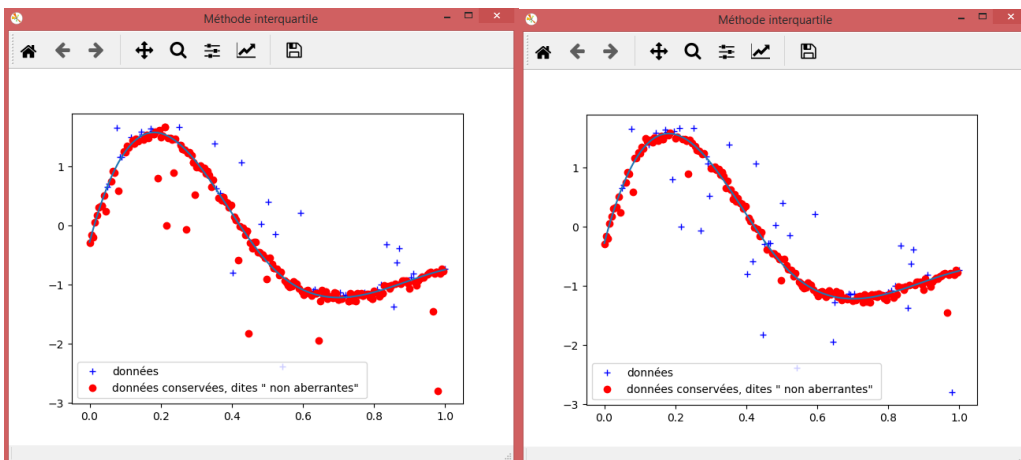 Méthode interquartile
1
0
−1
−2
−3
0.0 0.2 0.4 0.6 0.8 1.0
données
données conservées, dites " non aberrantes"
Méthode interquartile
1
0
−1
−2
−3
0.0 0.2 0.4 0.6 0.8 1.0
données
données conservées, dites " non aberrantes"